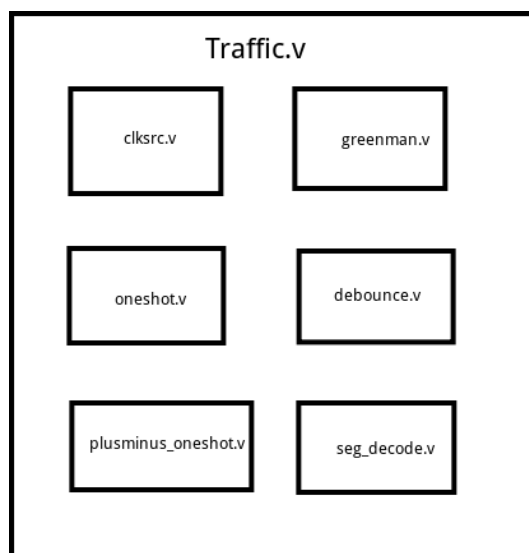 Traffic.v
clksrc.v
greenman.v
oneshot.v
debounce.v
plusminus_oneshot.v
seg_decode.v